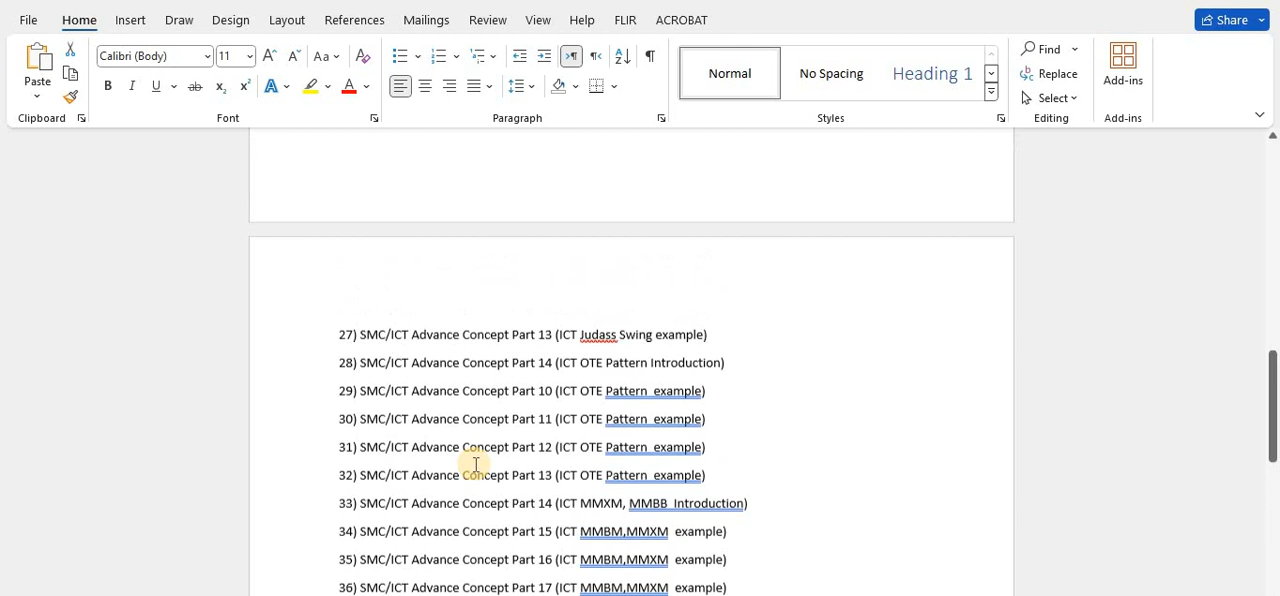 File Home Insert Draw Design Layout References Mailings Review View Help FLIR ACROBAT Share
Calibri (Body) 11 Aa Find
Paste Normal No Spacing Heading 1 Replace Add-ins
B I U ab x₂ x² A A Select
Clipboard Font Paragraph Styles Editing Add-ins
27) SMC/ICT Advance Concept Part 13 (ICT Judass Swing example)
28) SMC/ICT Advance Concept Part 14 (ICT OTE Pattern Introduction)
29) SMC/ICT Advance Concept Part 10 (ICT OTE Pattern  example)
30) SMC/ICT Advance Concept Part 11 (ICT OTE Pattern  example)
31) SMC/ICT Advance Concept Part 12 (ICT OTE Pattern  example)
32) SMC/ICT Advance Concept Part 13 (ICT OTE Pattern  example)
33) SMC/ICT Advance Concept Part 14 (ICT MMXM, MMBB  Introduction)
34) SMC/ICT Advance Concept Part 15 (ICT MMBM,MMXM  example)
35) SMC/ICT Advance Concept Part 16 (ICT MMBM,MMXM  example)
36) SMC/ICT Advance Concept Part 17 (ICT MMBM,MMXM  example)